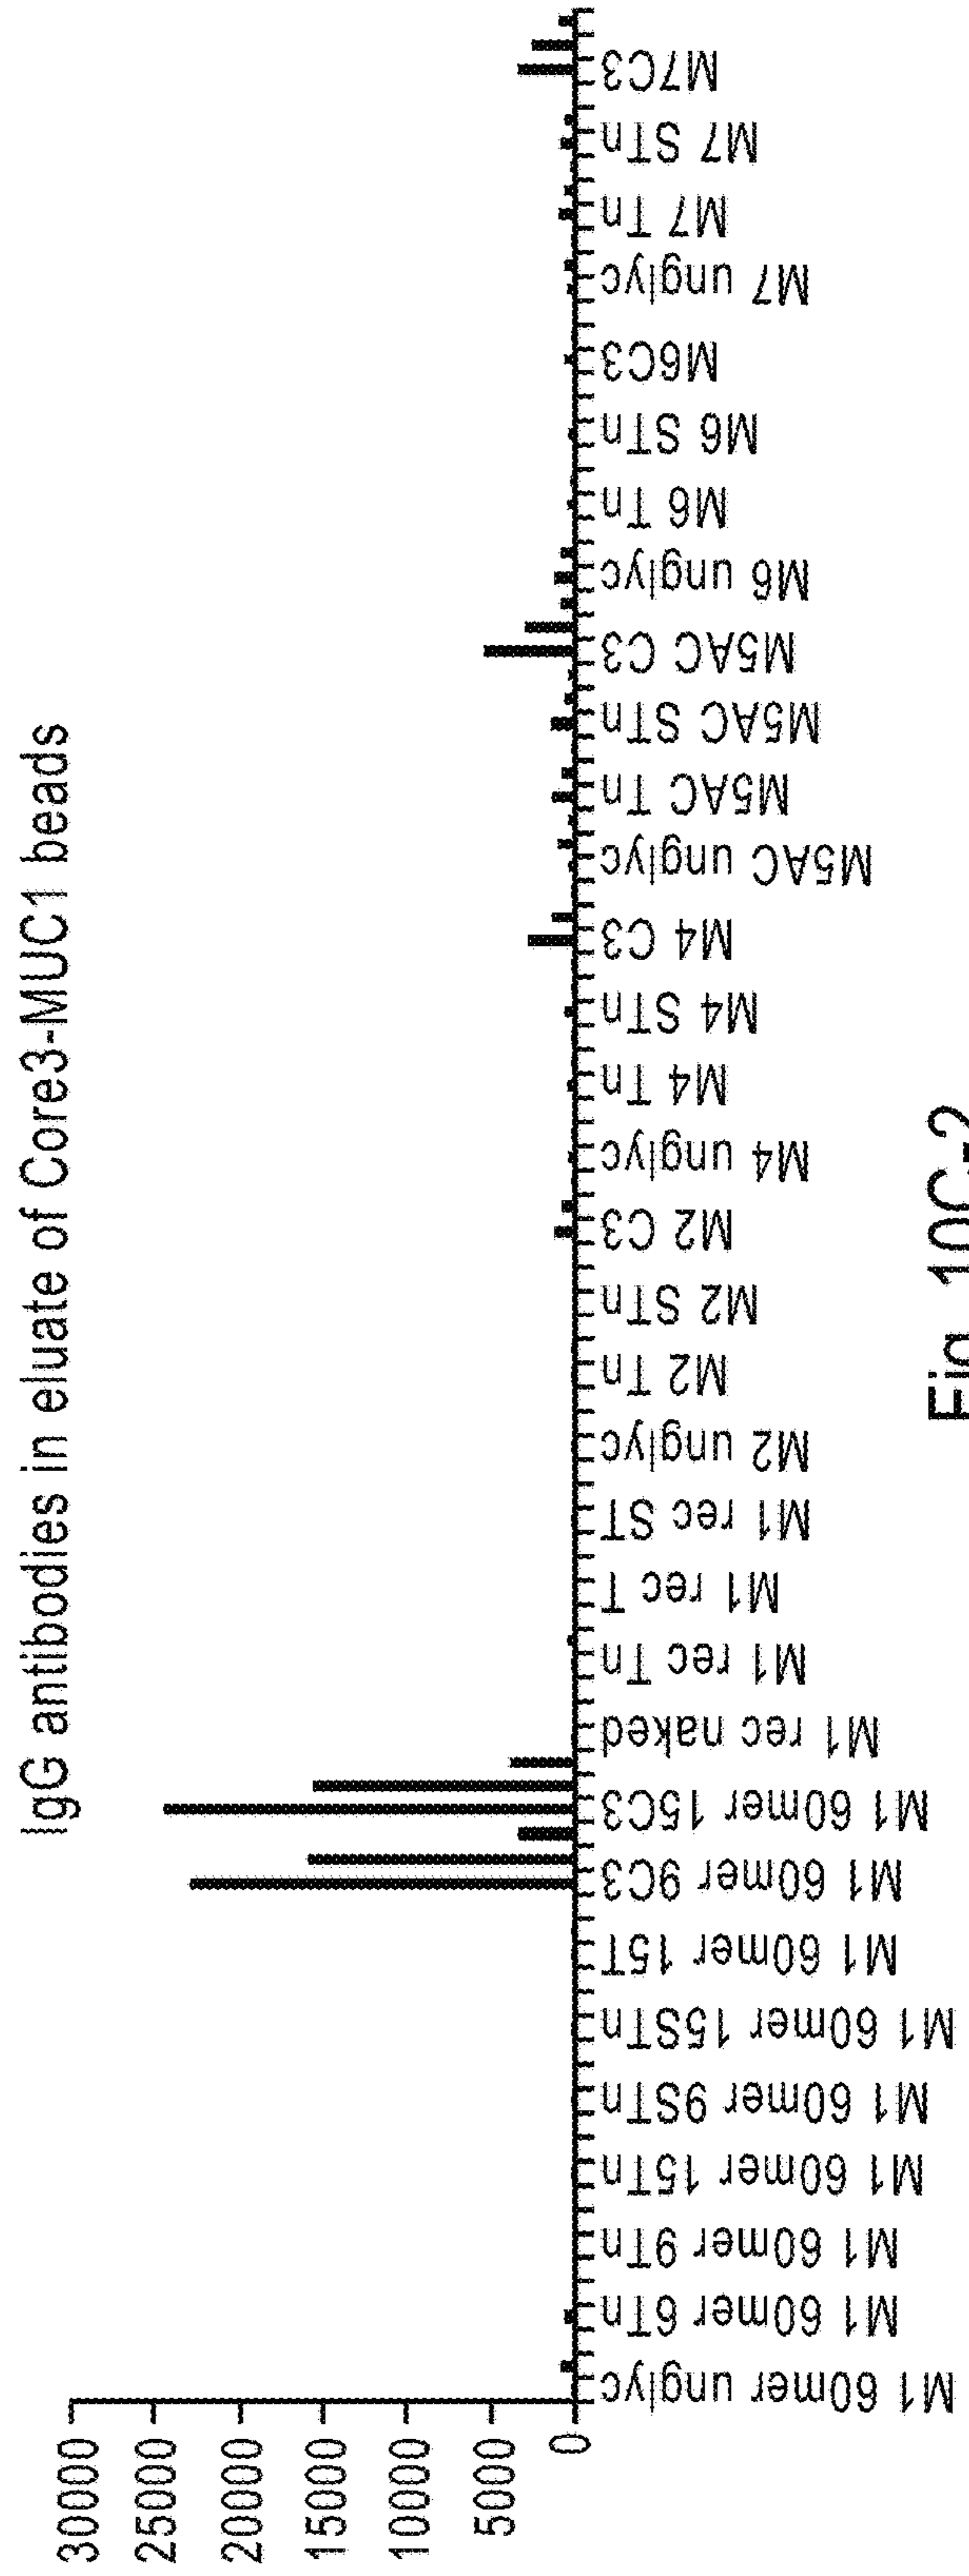 IgG antibodies in eluate of Core3-MUC1 beads
30000
25000
20000
15000
10000
5000
0
M1 60mer unglyc
M1 60mer 6Tn
M1 60mer 9Tn
M1 60mer 15Tn
M1 60mer 9STn
M1 60mer 15STn
M1 60mer 15T
M1 60mer 9C3
M1 60mer 15C3
M1 rec naked
M1 rec Tn
M1 rec T
M1 rec ST
M2 unglyc
M2 Tn
M2 STn
M2 C3
M4 unglyc
M4 Tn
M4 STn
M4 C3
M5AC unglyc
M5AC Tn
M5AC STn
M5AC C3
M6 unglyc
M6 Tn
M6 STn
M6C3
M7 unglyc
M7 Tn
M7 STn
M7C3
Fig. 10C-2